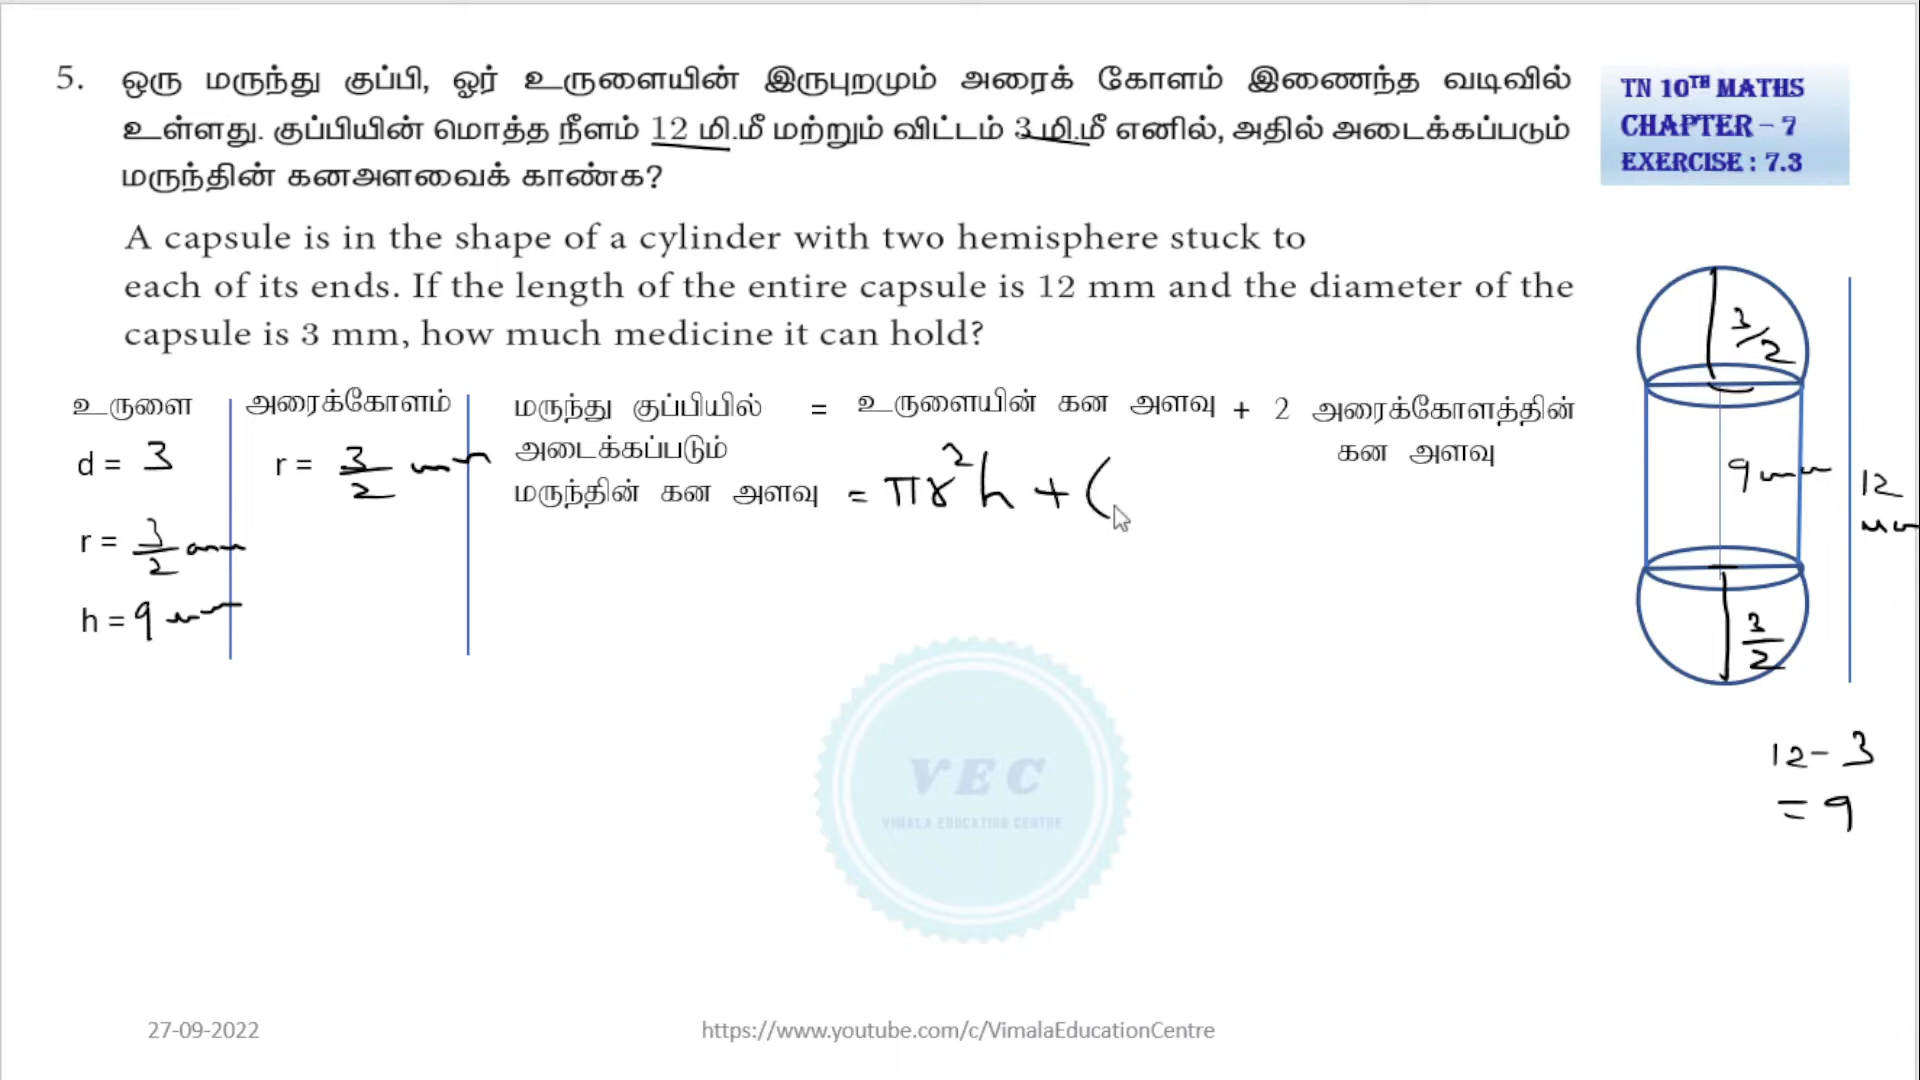 5. ஒரு மருந்து குப்பி, ஓர் உருளையின் இருபுறமும் அரைக் கோளம் இணைந்த வடிவில்
உள்ளது. குப்பியின் மொத்த நீளம் 12 மி.மீ மற்றும் விட்டம் 3 மி.மீ எனில், அதில் அடைக்கப்படும்
மருந்தின் கனஅளவைக் காண்க?
TN 10TH MATHS
CHAPTER - 7
EXERCISE : 7.3
A capsule is in the shape of a cylinder with two hemisphere stuck to
each of its ends. If the length of the entire capsule is 12 mm and the diameter of the
capsule is 3 mm, how much medicine it can hold?
உருளை
d = 3
r = 3/2 mm
h = 9 mm
அரைக்கோளம்
r = 3/2 mm
மருந்து குப்பியில் = உருளையின் கன அளவு + 2 அரைக்கோளத்தின்
அடைக்கப்படும் கன அளவு
மருந்தின் கன அளவு = πr²h + (
3/2
9 mm
12
mm
3/2
12 - 3
= 9
VEC
VIMALA EDUCATION CENTRE
27-09-2022
https://www.youtube.com/c/VimalaEducationCentre